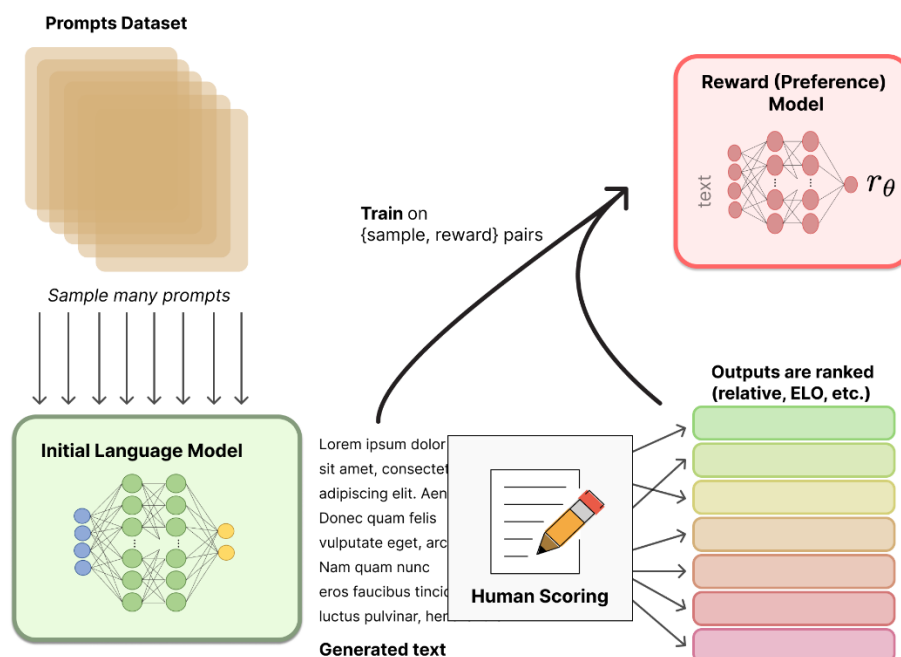 Prompts Dataset
Sample many prompts
Initial Language Model
Train on
{sample, reward} pairs
Reward (Preference)
Model
text
r_θ
Lorem ipsum dolor
sit amet, consectet
adipiscing elit. Aen
Donec quam felis
vulputate eget, arc
Nam quam nunc
eros faucibus tincid
luctus pulvinar, her
Generated text
Human Scoring
Outputs are ranked
(relative, ELO, etc.)